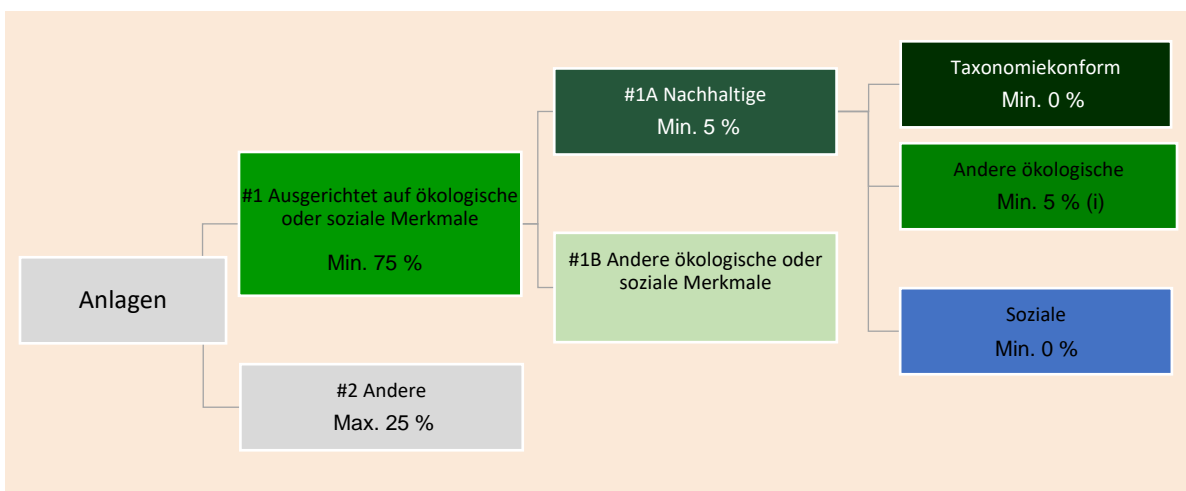 Anlagen
#1 Ausgerichtet auf ökologische
oder soziale Merkmale
Min. 75 %
#2 Andere
Max. 25 %
#1A Nachhaltige
Min. 5 %
#1B Andere ökologische oder
soziale Merkmale
Taxonomiekonform
Min. 0 %
Andere ökologische
Min. 5 % (i)
Soziale
Min. 0 %